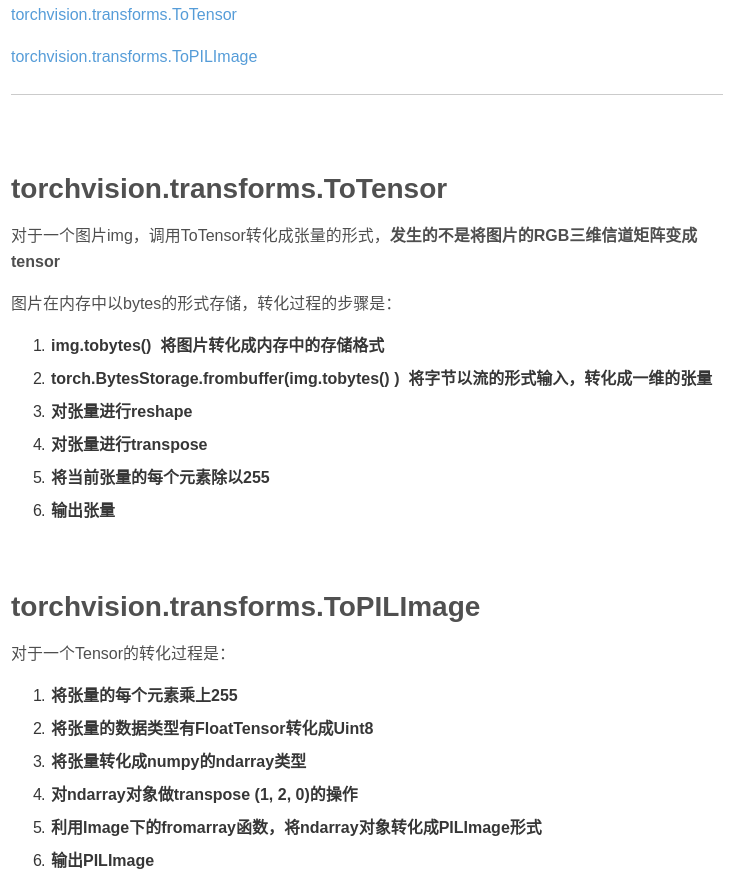 torchvision.transforms.ToTensor
torchvision.transforms.ToPILImage
torchvision.transforms.ToTensor
对于一个图片img，调用ToTensor转化成张量的形式，发生的不是将图片的RGB三维信道矩阵变成
tensor
图片在内存中以bytes的形式存储，转化过程的步骤是：
1. img.tobytes()  将图片转化成内存中的存储格式
2. torch.BytesStorage.frombuffer(img.tobytes() )  将字节以流的形式输入，转化成一维的张量
3. 对张量进行reshape
4. 对张量进行transpose
5. 将当前张量的每个元素除以255
6. 输出张量
torchvision.transforms.ToPILImage
对于一个Tensor的转化过程是：
1. 将张量的每个元素乘上255
2. 将张量的数据类型有FloatTensor转化成Uint8
3. 将张量转化成numpy的ndarray类型
4. 对ndarray对象做transpose (1, 2, 0)的操作
5. 利用Image下的fromarray函数，将ndarray对象转化成PILImage形式
6. 输出PILImage